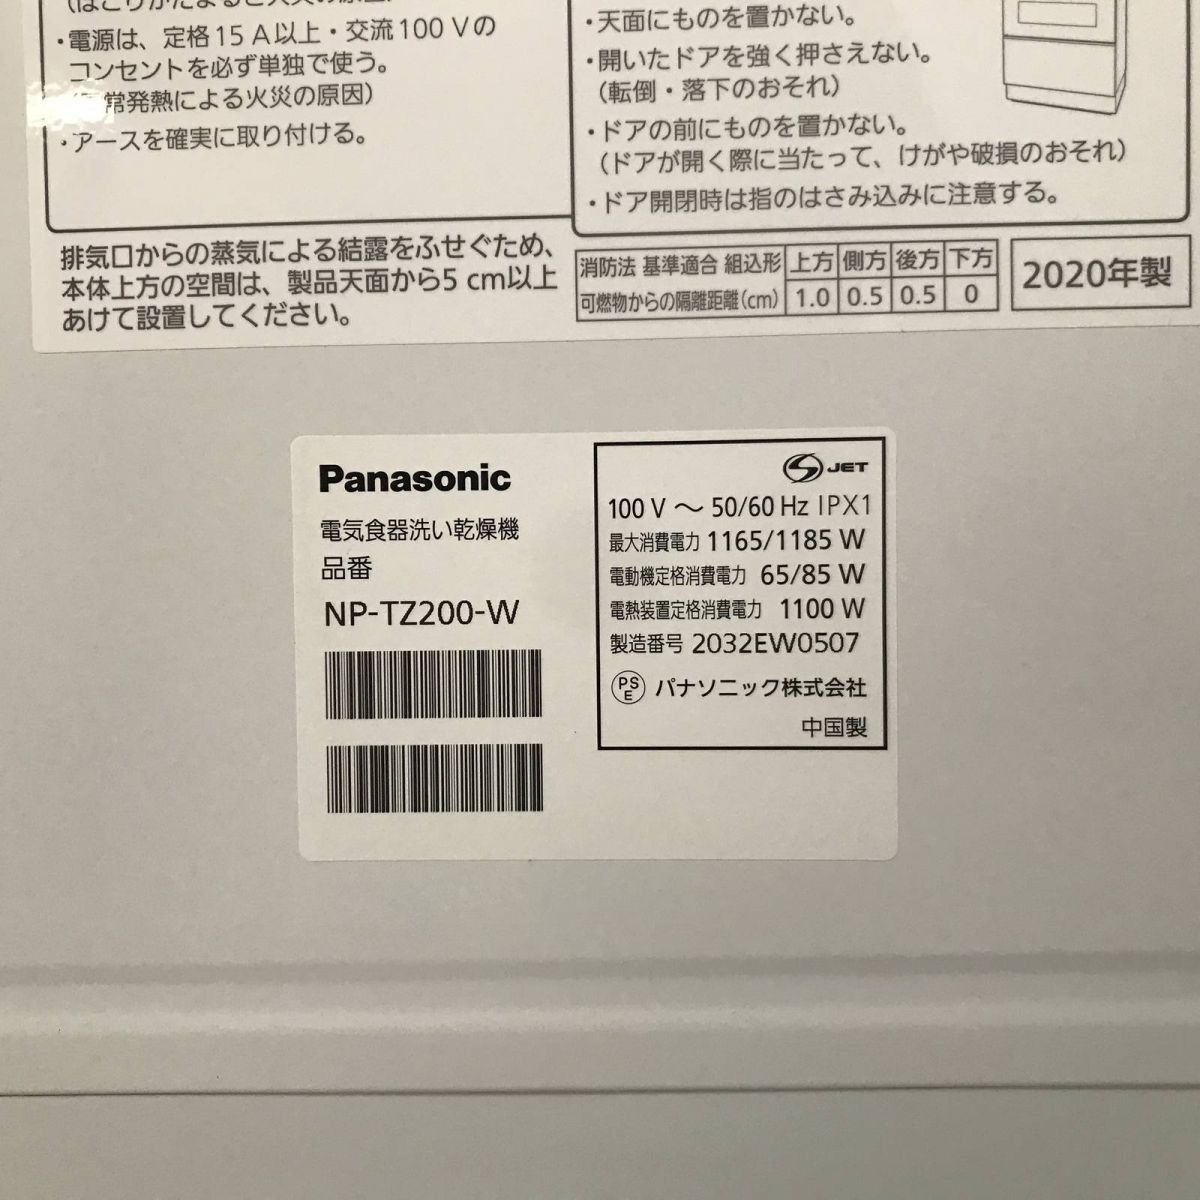 ・電源は、定格15 A以上・交流100 Vの
コンセントを必ず単独で使う。
常発熱による火災の原因)
・アースを確実に取り付ける。
排気口からの蒸気による結露をふせぐため、
本体上方の空間は、製品天面から5 cm以上
あけて設置してください。
・天面にものを置かない。
・開いたドアを強く押さえない。
(転倒・落下のおそれ)
・ドアの前にものを置かない。
(ドアが開く際に当たって、けがや破損のおそれ)
・ドア開閉時は指のはさみ込みに注意する。
消防法 基準適合 組込形 上方 側方 後方 下方
可燃物からの隔離距離(cm) 1.0 0.5 0.5 0
2020年製
Panasonic
電気食器洗い乾燥機
品番
NP-TZ200-W
S JET
100 V ～ 50/60 Hz IPX1
最大消費電力 1165/1185 W
電動機定格消費電力 65/85 W
電熱装置定格消費電力 1100 W
製造番号 2032EW0507
PSE パナソニック株式会社
中国製